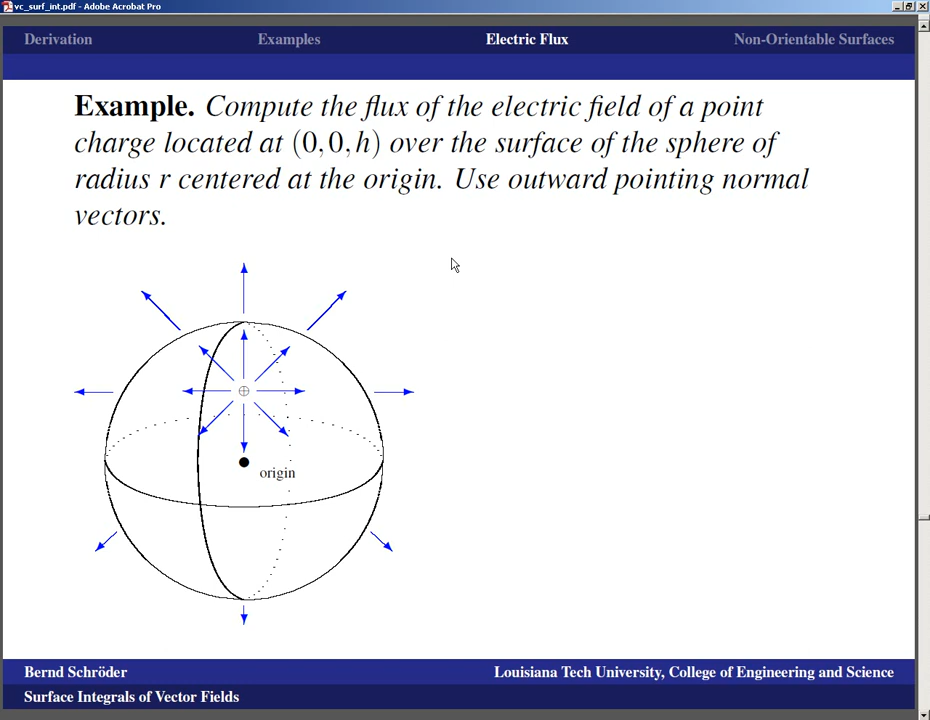 vc_surf_int.pdf - Adobe Acrobat Pro
Derivation Examples Electric Flux Non-Orientable Surfaces
Example. Compute the flux of the electric field of a point
charge located at (0,0,h) over the surface of the sphere of
radius r centered at the origin. Use outward pointing normal
vectors.
origin
Bernd Schröder Louisiana Tech University, College of Engineering and Science
Surface Integrals of Vector Fields